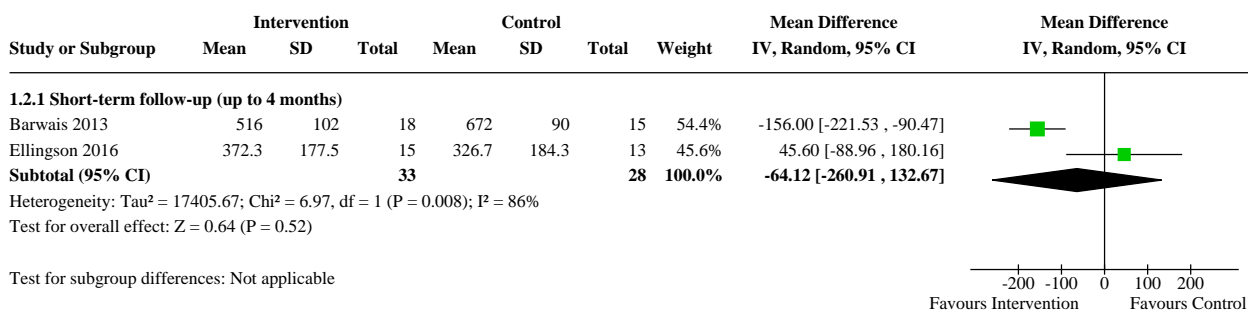 Intervention Control Mean Difference Mean Difference
Study or Subgroup Mean SD Total Mean SD Total Weight IV, Random, 95% CI IV, Random, 95% CI
1.2.1 Short-term follow-up (up to 4 months)
Barwais 2013 516 102 18 672 90 15 54.4% -156.00 [-221.53 , -90.47]
Ellingson 2016 372.3 177.5 15 326.7 184.3 13 45.6% 45.60 [-88.96 , 180.16]
Subtotal (95% CI) 33 28 100.0% -64.12 [-260.91 , 132.67]
Heterogeneity: Tau² = 17405.67; Chi² = 6.97, df = 1 (P = 0.008); I² = 86%
Test for overall effect: Z = 0.64 (P = 0.52)
Test for subgroup differences: Not applicable
-200 -100 0 100 200
Favours Intervention Favours Control